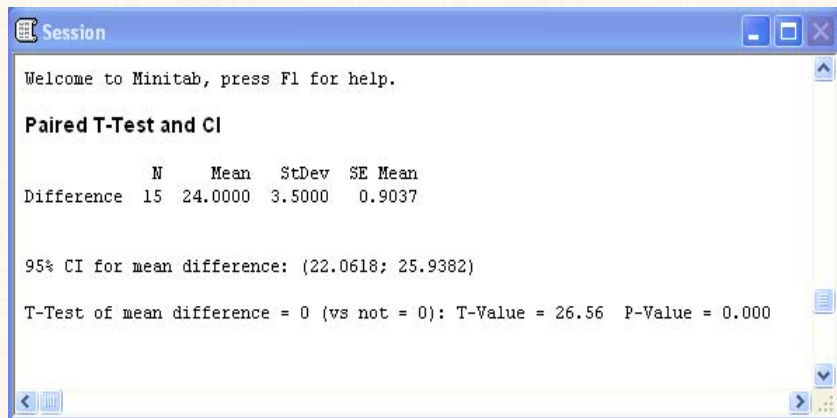 Session
Welcome to Minitab, press F1 for help.
Paired T-Test and CI
N Mean StDev SE Mean
Difference 15 24.0000 3.5000 0.9037
95% CI for mean difference: (22.0618; 25.9382)
T-Test of mean difference = 0 (vs not = 0): T-Value = 26.56 P-Value = 0.000